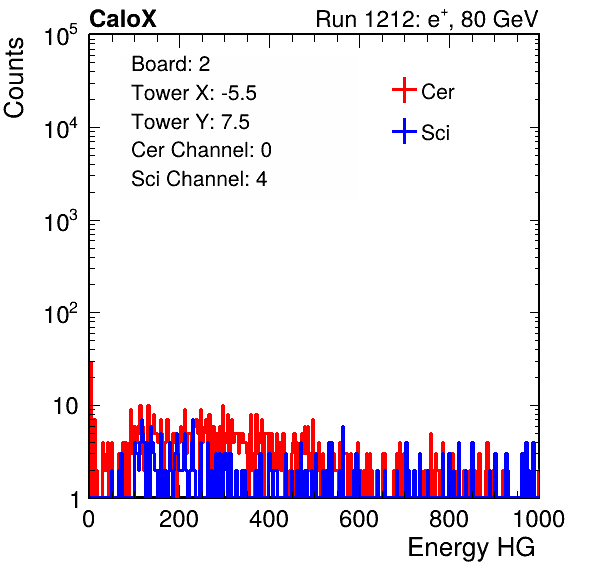 CaloX Run 1212: e⁺, 80 GeV
Counts
10⁵
10⁴
10³
10²
10
1
Board: 2
Tower X: -5.5
Tower Y: 7.5
Cer Channel: 0
Sci Channel: 4
Cer
Sci
0 200 400 600 800 1000
Energy HG